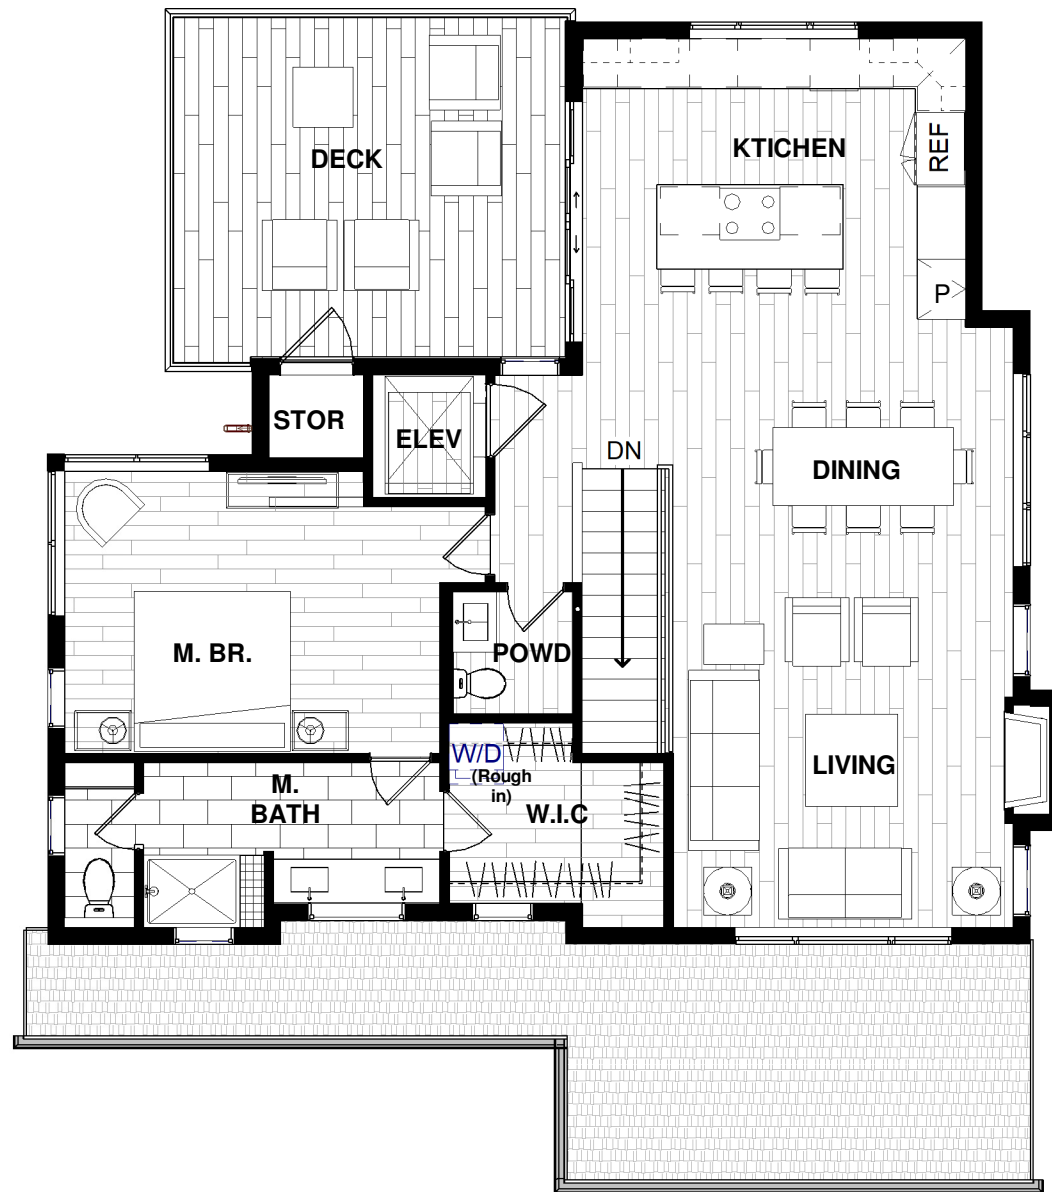 DECK
KTICHEN
REF
P
STOR
ELEV
DN
DINING
M. BR.
POWD
W/D
(Rough
in)
LIVING
M.
BATH
W.I.C